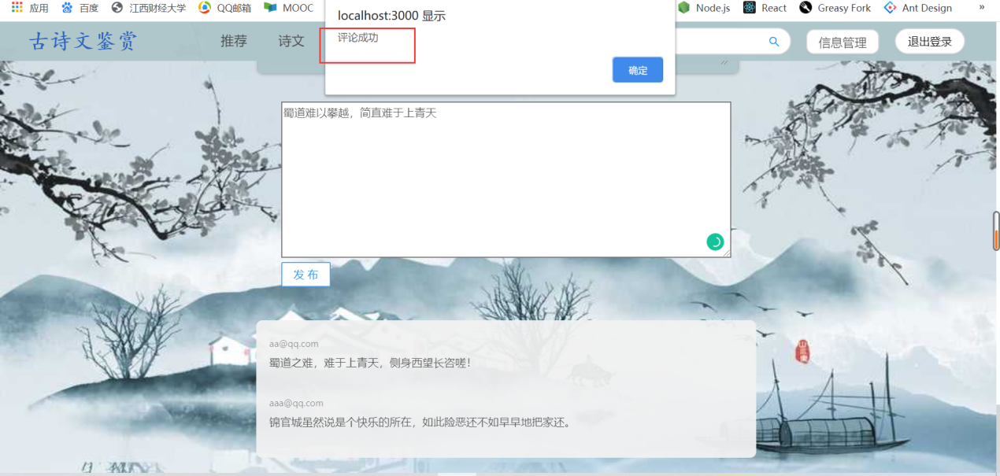 应用 百度 江西财经大学 QQ邮箱 MOOC Node.js React Greasy Fork Ant Design »
localhost:3000 显示
评论成功
确定
古诗文鉴赏 推荐 诗文 信息管理 退出登录
蜀道难以攀越，简直难于上青天
发 布
aa@qq.com
蜀道之难，难于上青天，侧身西望长咨嗟！
aaa@qq.com
锦官城虽然说是个快乐的所在，如此险恶还不如早早地把家还。